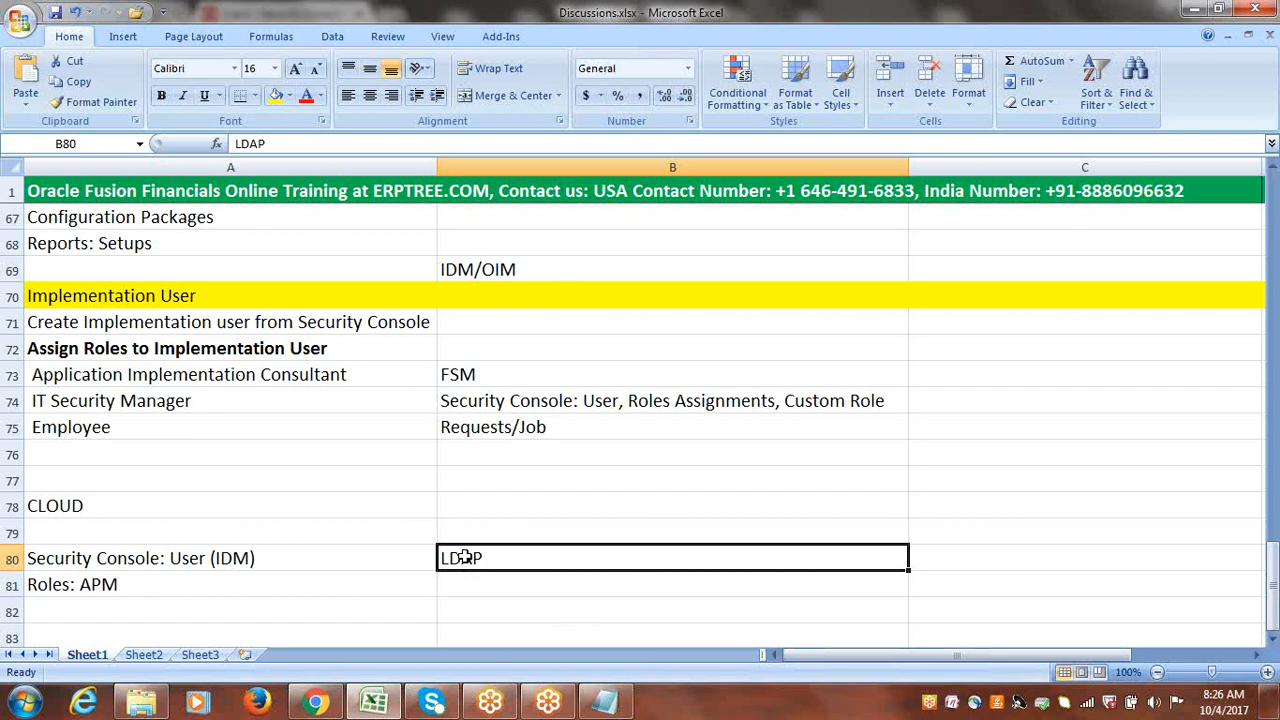 Discussions.xlsx - Microsoft Excel
Home Insert Page Layout Formulas Data Review View Add-Ins
Paste
Cut
Copy
Format Painter
Clipboard
Calibri 16
B I U
Font
Wrap Text
Merge & Center
Alignment
General
$ % ,
Number
Conditional Formatting
Format as Table
Cell Styles
Styles
Insert Delete Format
Cells
AutoSum
Fill
Clear
Sort & Filter
Find & Select
Editing
B80 fx LDAP
A B C
1 Oracle Fusion Financials Online Training at ERPTREE.COM, Contact us: USA Contact Number: +1 646-491-6833, India Number: +91-8886096632
67 Configuration Packages
68 Reports: Setups
69 IDM/OIM
70 Implementation User
71 Create Implementation user from Security Console
72 Assign Roles to Implementation User
73 Application Implementation Consultant FSM
74 IT Security Manager Security Console: User, Roles Assignments, Custom Role
75 Employee Requests/Job
76
77
78 CLOUD
79
80 Security Console: User (IDM) LDAP
81 Roles: APM
82
83
Sheet1 Sheet2 Sheet3
Ready 100%
8:26 AM
10/4/2017